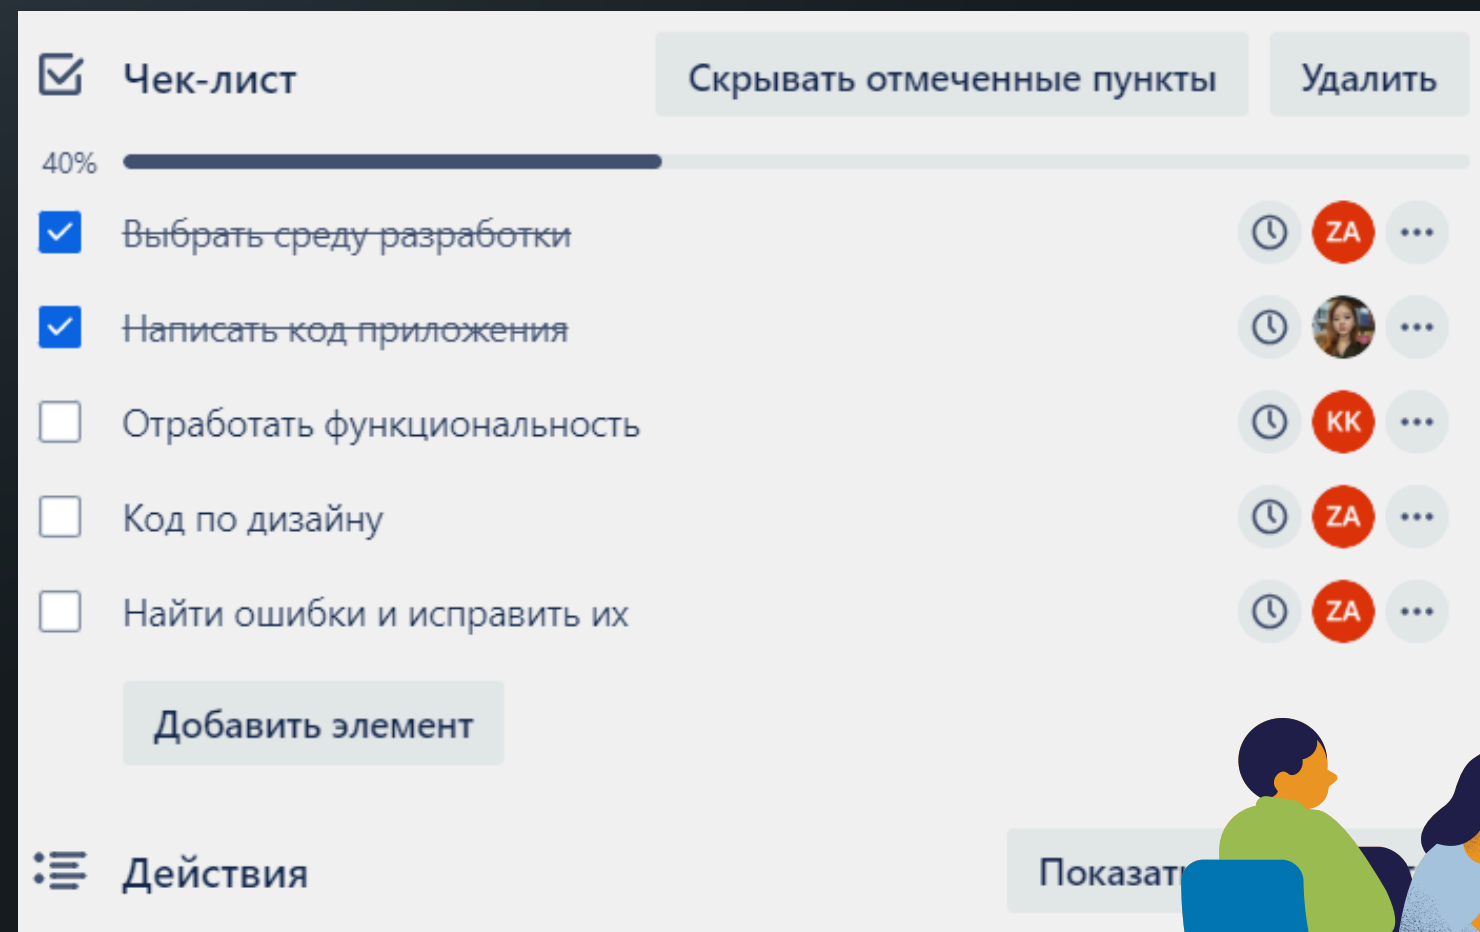 Чек-лист
Скрывать отмеченные пункты
Удалить
40%
Выбрать среду разработки
ZA
Написать код приложения
Отработать функциональность
KK
Код по дизайну
ZA
Найти ошибки и исправить их
ZA
Добавить элемент
Действия